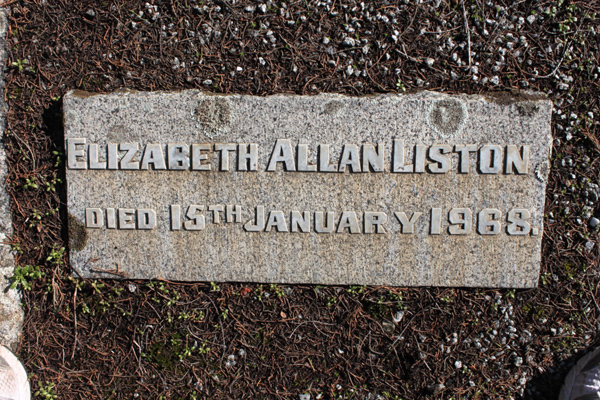 ELIZABETH ALLAN LISTON
DIED 15TH JANUARY 1968.